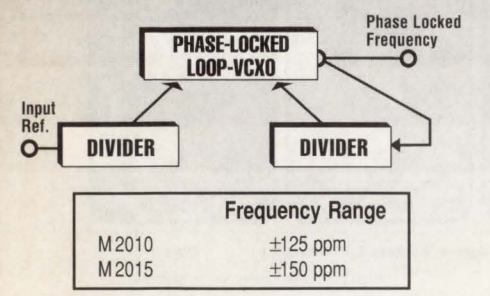 Phase Locked
Frequency
PHASE-LOCKED
LOOP-VCXO
Input
Ref.
DIVIDER
DIVIDER
Frequency Range
M2010 ±125 ppm
M2015 ±150 ppm